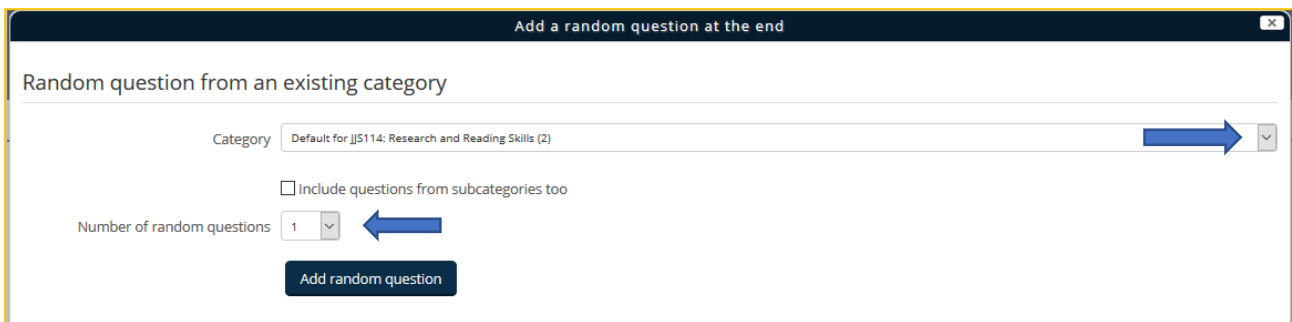 Add a random question at the end
Random question from an existing category
Category Default for JJS114: Research and Reading Skills (2)
Include questions from subcategories too
Number of random questions 1
Add random question